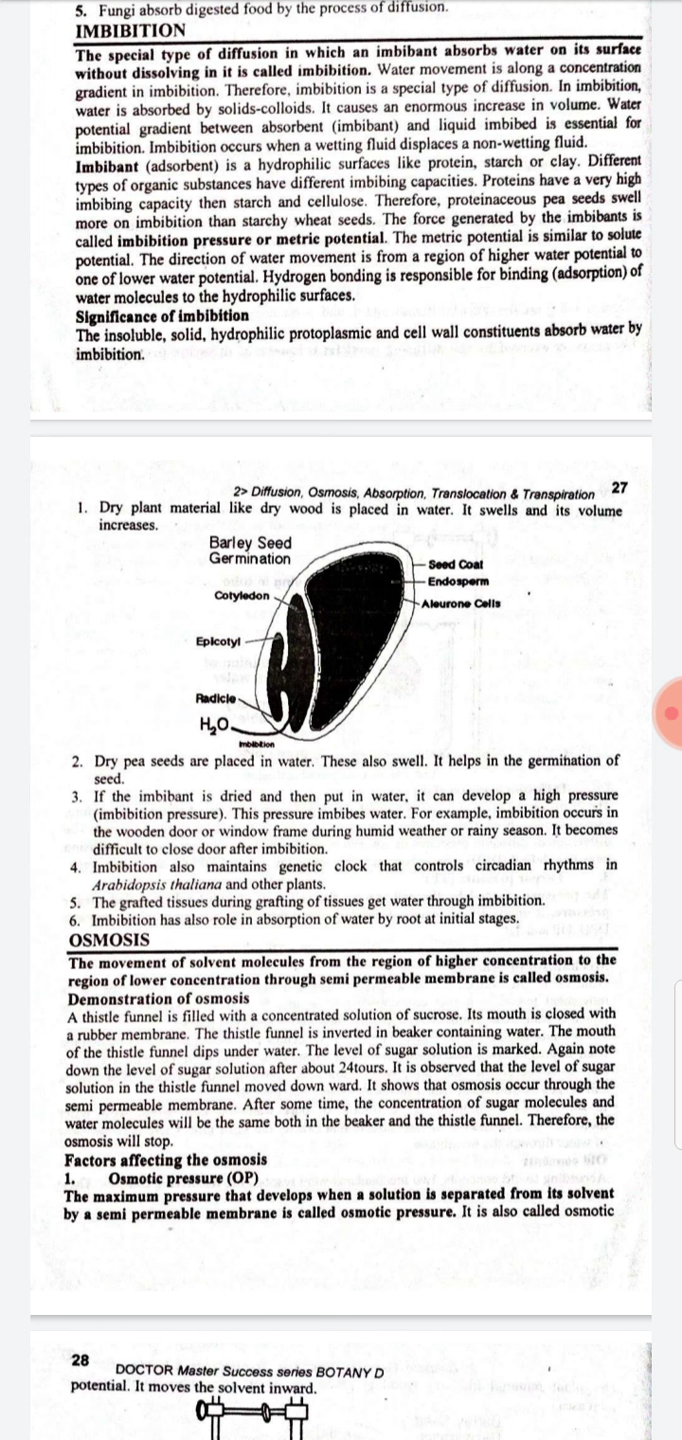 5. Fungi absorb digested food by the process of diffusion.
IMBIBITION
The special type of diffusion in which an imbibant absorbs water on its surface
without dissolving in it is called imbibition. Water movement is along a concentration
gradient in imbibition. Therefore, imbibition is a special type of diffusion. In imbibition,
water is absorbed by solids-colloids. It causes an enormous increase in volume. Water
potential gradient between absorbent (imbibant) and liquid imbibed is essential for
imbibition. Imbibition occurs when a wetting fluid displaces a non-wetting fluid.
Imbibant (adsorbent) is a hydrophilic surfaces like protein, starch or clay. Different
types of organic substances have different imbibing capacities. Proteins have a very high
imbibing capacity then starch and cellulose. Therefore, proteinaceous pea seeds swell
more on imbibition than starchy wheat seeds. The force generated by the imbibants is
called imbibition pressure or metric potential. The metric potential is similar to solute
potential. The direction of water movement is from a region of higher water potential to
one of lower water potential. Hydrogen bonding is responsible for binding (adsorption) of
water molecules to the hydrophilic surfaces.
Significance of imbibition
The insoluble, solid, hydrophilic protoplasmic and cell wall constituents absorb water by
imbibition.
2> Diffusion, Osmosis, Absorption, Translocation & Transpiration 27
1. Dry plant material like dry wood is placed in water. It swells and its volume
increases.
Barley Seed
Germination
Seed Coat
Endosperm
Cotyledon
Aleurone Cells
Epicotyl
Radicle
H₂O
Imbibition
2. Dry pea seeds are placed in water. These also swell. It helps in the germination of
seed.
3. If the imbibant is dried and then put in water, it can develop a high pressure
(imbibition pressure). This pressure imbibes water. For example, imbibition occurs in
the wooden door or window frame during humid weather or rainy season. It becomes
difficult to close door after imbibition.
4. Imbibition also maintains genetic clock that controls circadian rhythms in
Arabidopsis thaliana and other plants.
5. The grafted tissues during grafting of tissues get water through imbibition.
6. Imbibition has also role in absorption of water by root at initial stages.
OSMOSIS
The movement of solvent molecules from the region of higher concentration to the
region of lower concentration through semi permeable membrane is called osmosis.
Demonstration of osmosis
A thistle funnel is filled with a concentrated solution of sucrose. Its mouth is closed with
a rubber membrane. The thistle funnel is inverted in beaker containing water. The mouth
of the thistle funnel dips under water. The level of sugar solution is marked. Again note
down the level of sugar solution after about 24tours. It is observed that the level of sugar
solution in the thistle funnel moved down ward. It shows that osmosis occur through the
semi permeable membrane. After some time, the concentration of sugar molecules and
water molecules will be the same both in the beaker and the thistle funnel. Therefore, the
osmosis will stop.
Factors affecting the osmosis
1. Osmotic pressure (OP)
The maximum pressure that develops when a solution is separated from its solvent
by a semi permeable membrane is called osmotic pressure. It is also called osmotic
28 DOCTOR Master Success series BOTANY D
potential. It moves the solvent inward.